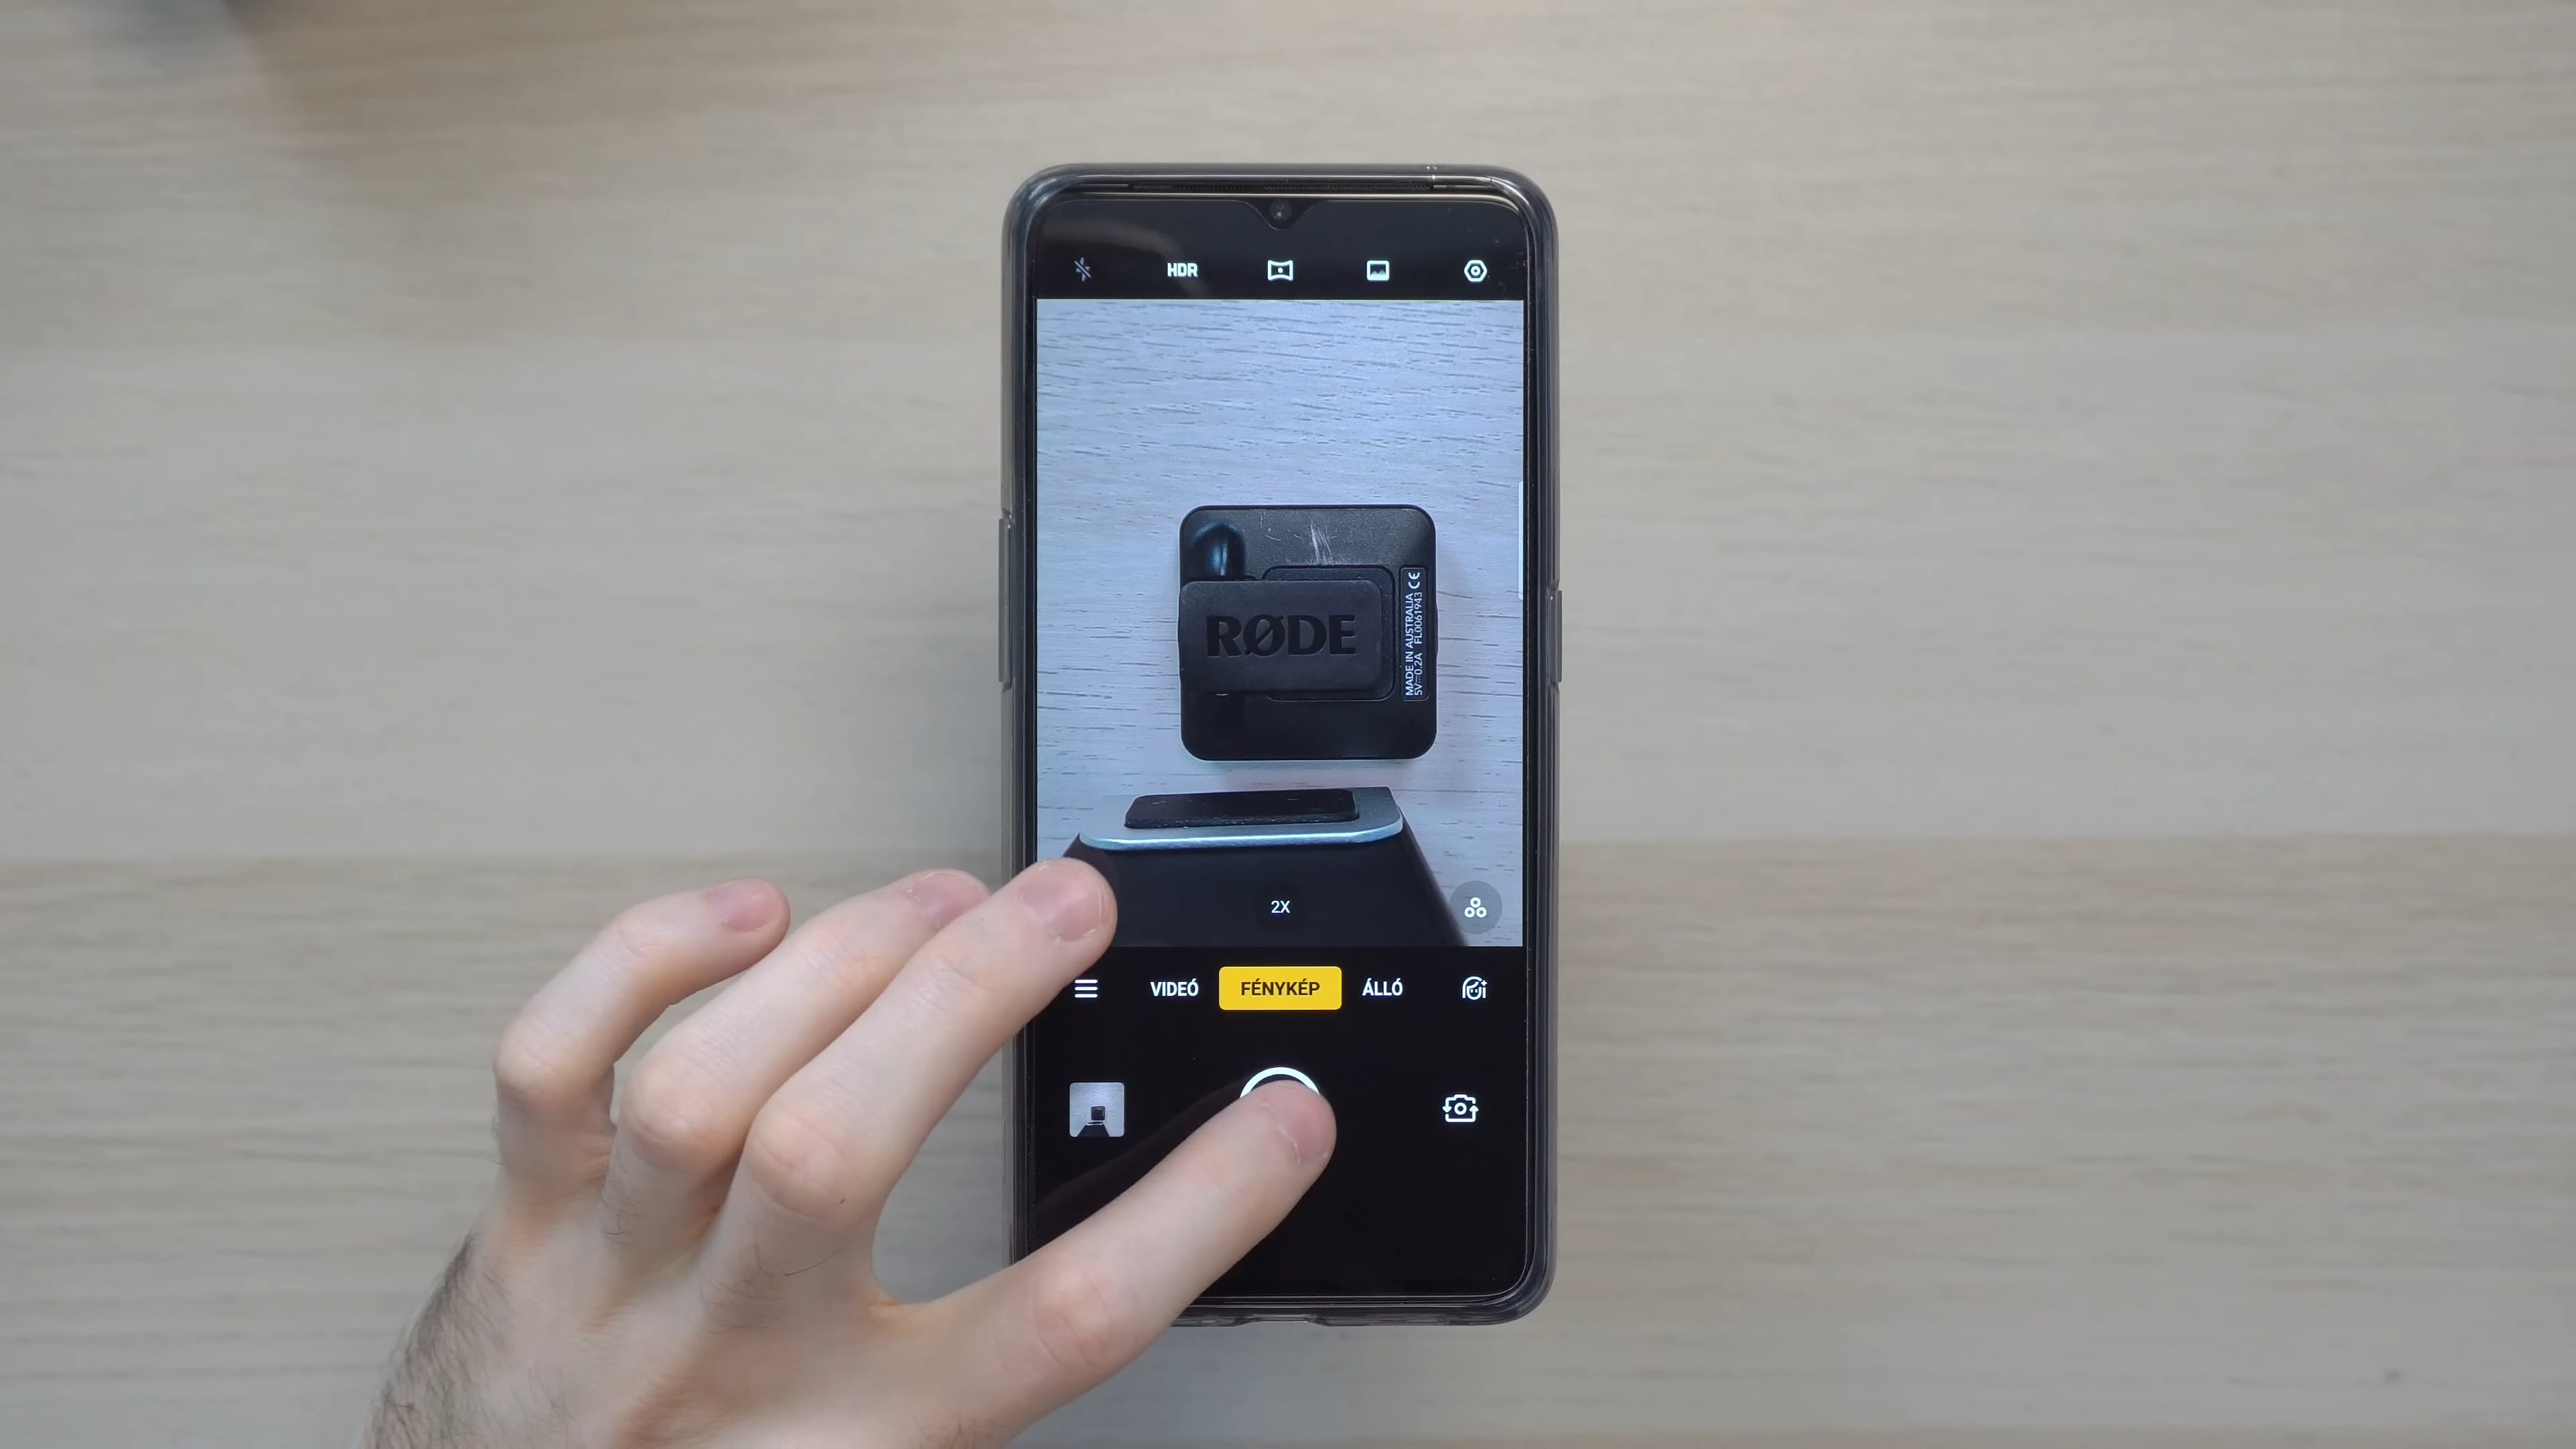 HDR
RØDE
MADE IN AUSTRALIA CE
5V⎓0.2A FL0061943
2X
VIDEÓ FÉNYKÉP ÁLLÓ